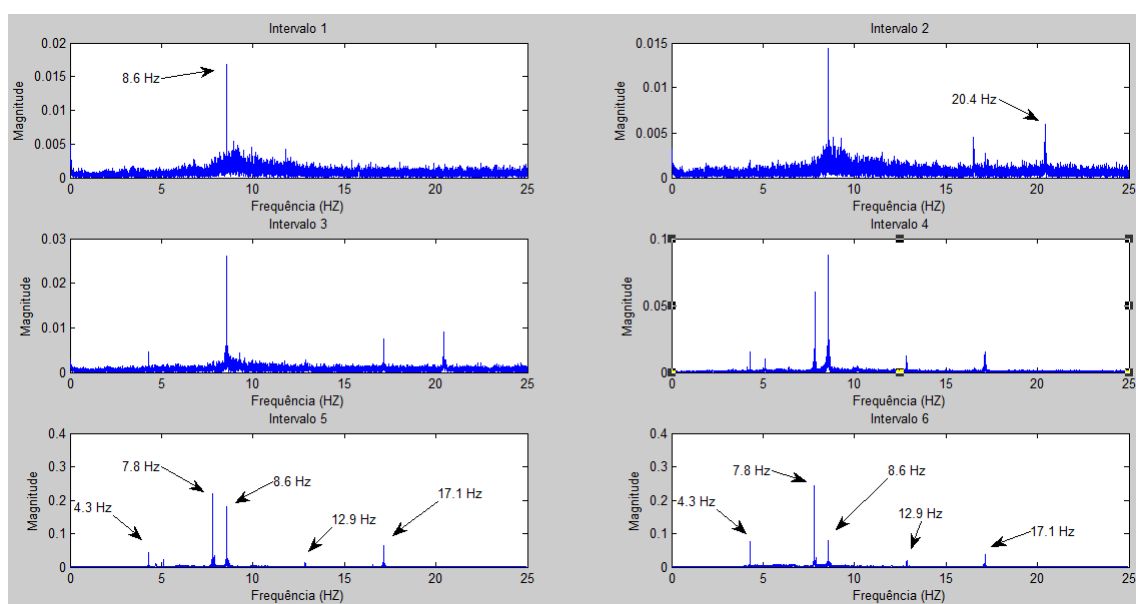 Intervalo 1
0.02
0.015
0.01
0.005
0
Magnitude
8.6 Hz
0 5 10 15 20 25
Frequência (HZ)
Intervalo 2
0.015
0.01
0.005
0
Magnitude
20.4 Hz
0 5 10 15 20 25
Frequência (HZ)
Intervalo 3
0.03
0.02
0.01
0
Magnitude
0 5 10 15 20 25
Frequência (HZ)
Intervalo 4
0.1
0.05
0
Magnitude
0 5 10 15 20 25
Frequência (HZ)
Intervalo 5
0.4
0.3
0.2
0.1
0
Magnitude
4.3 Hz
7.8 Hz
8.6 Hz
12.9 Hz
17.1 Hz
0 5 10 15 20 25
Frequência (HZ)
Intervalo 6
0.4
0.3
0.2
0.1
0
Magnitude
4.3 Hz
7.8 Hz
8.6 Hz
12.9 Hz
17.1 Hz
0 5 10 15 20 25
Frequência (HZ)